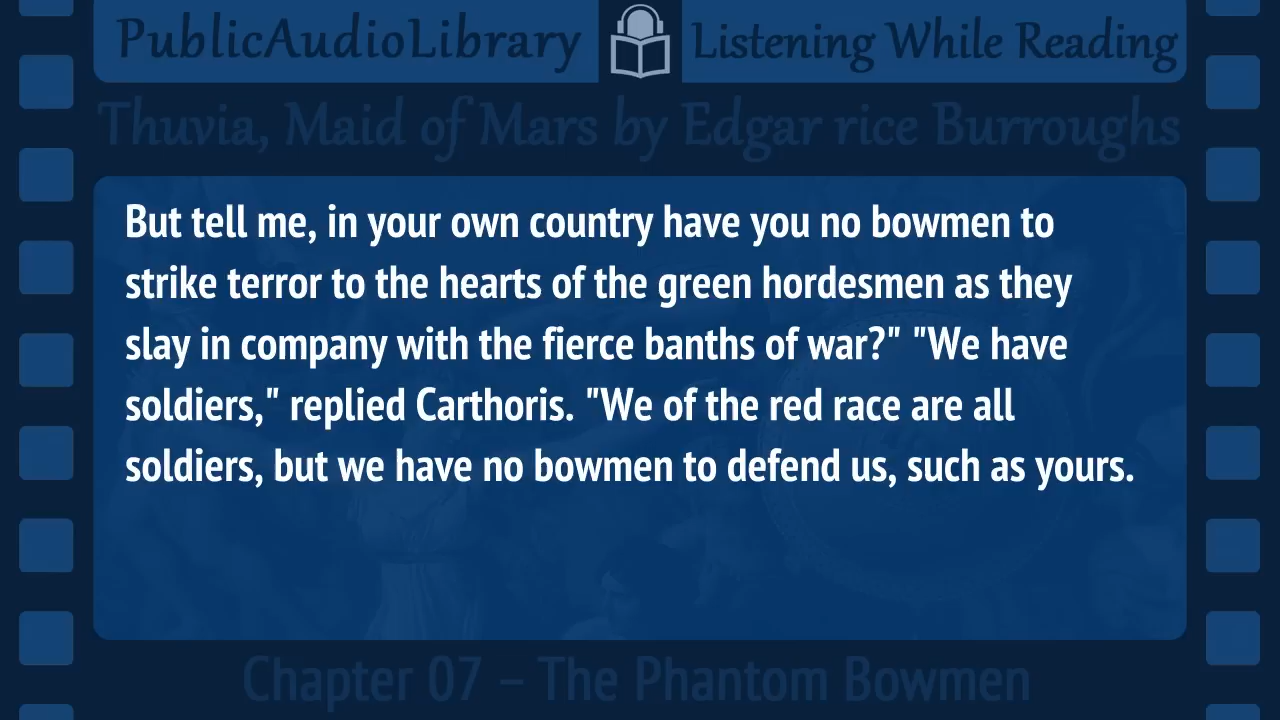 PublicAudioLibrary Listening While Reading
Thuvia, Maid of Mars by Edgar rice Burroughs
But tell me, in your own country have you no bowmen to
strike terror to the hearts of the green hordesmen as they
slay in company with the fierce banths of war?" "We have
soldiers," replied Carthoris. "We of the red race are all
soldiers, but we have no bowmen to defend us, such as yours.
Chapter 07 – The Phantom Bowmen